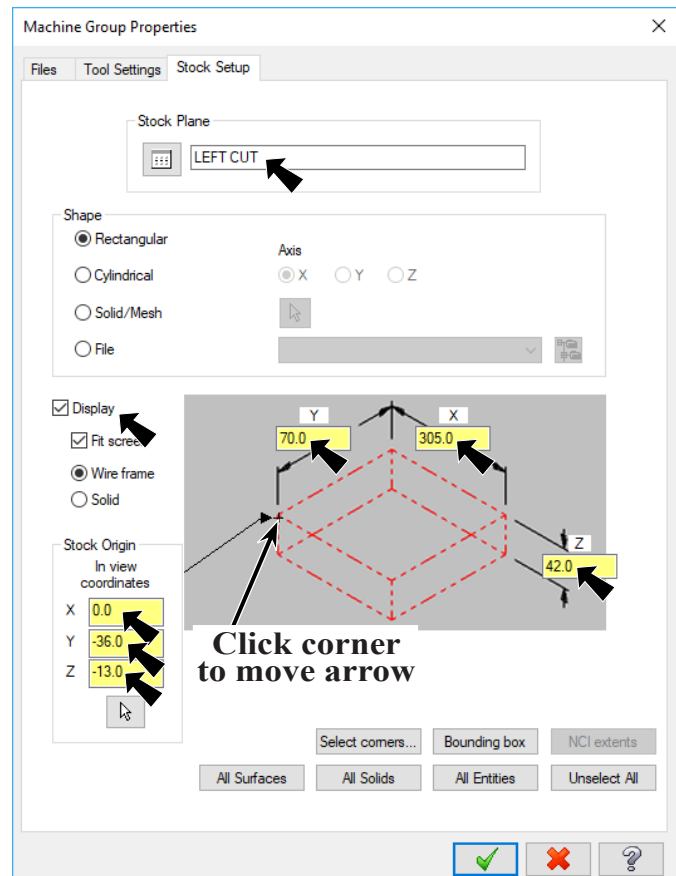 Machine Group Properties
Files Tool Settings Stock Setup
Stock Plane
LEFT CUT
Shape
Rectangular
Axis
Cylindrical X Y Z
Solid/Mesh
File
Display
Y X
Fit screen
70.0 305.0
Wire frame
Solid
Stock Origin
Z
In view
coordinates
42.0
X 0.0
Y -36.0
Z -13.0
Click corner
to move arrow
Select corners... Bounding box NCI extents
All Surfaces All Solids All Entities Unselect All